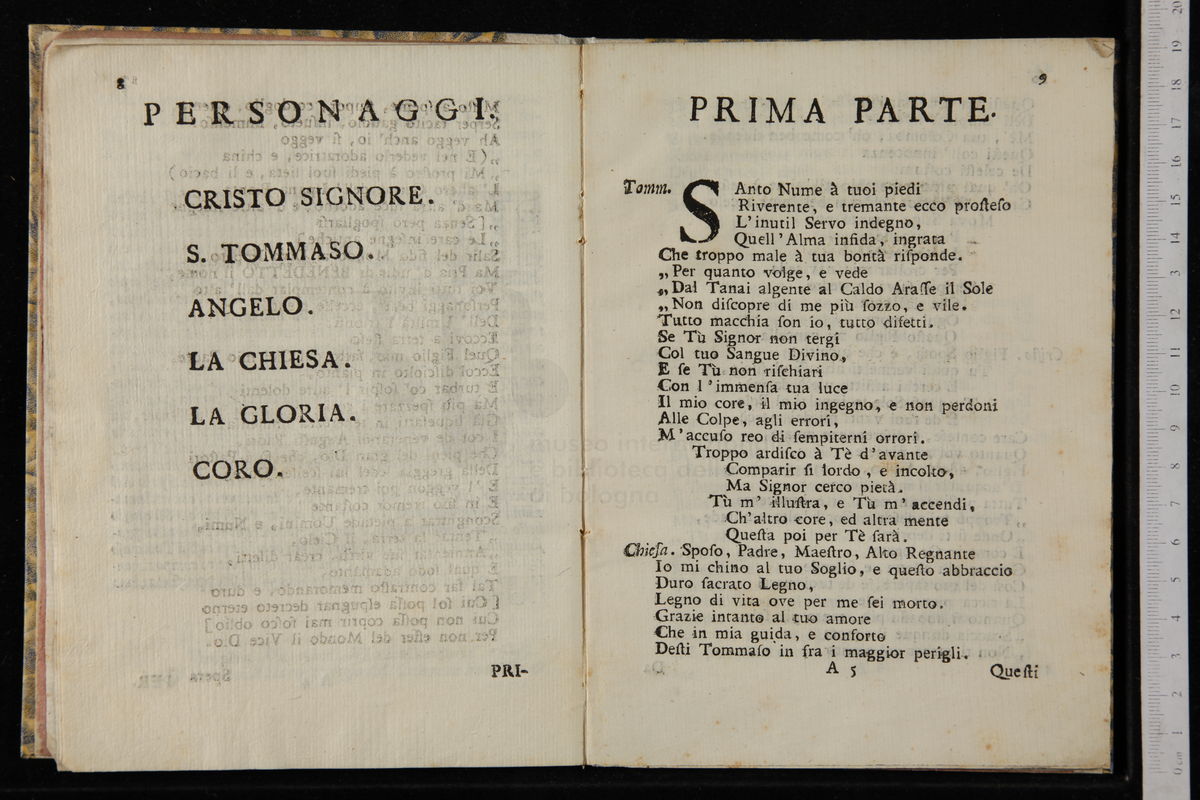 8
PERSONAGGI.
CRISTO SIGNORE.
S. TOMMASO.
ANGELO.
LA CHIESA.
LA GLORIA.
CORO.
PRI-
9
PRIMA PARTE.
Tomm. SAnto Nume à tuoi piedi
Riverente, e tremante ecco proſteſo
L'inutil Servo indegno,
Quell'Alma infida, ingrata
Che troppo male à tua bontà riſponde.
„Per quanto volge, e vede
„Dal Tanai algente al Caldo Araſſe il Sole
„Non diſcopre di me più ſozzo, e vile.
Tutto macchia ſon io, tutto difetti.
Se Tù Signor non tergi
Col tuo Sangue Divino,
E ſe Tù non riſchiari
Con l'immenſa tua luce
Il mio core, il mio ingegno, e non perdoni
Alle Colpe, agli errori,
M'accuſo reo di ſempiterni orrori.
Troppo ardiſco à Tè d'avante
Comparir ſi lordo, e incolto,
Ma Signor cerco pietà.
Tù m' illuſtra, e Tù m'accendi,
Ch'altro core, ed altra mente
Queſta poi per Tè ſarà.
Chieſa. Spoſo, Padre, Maeſtro, Alto Regnante
Io mi chino al tuo Soglio, e queſto abbraccio
Duro ſacrato Legno,
Legno di vita ove per me ſei morto.
Grazie intanto al tuo amore
Che in mia guida, e conforto
Deſti Tommaſo in fra i maggior perigli.
A 5
Queſti